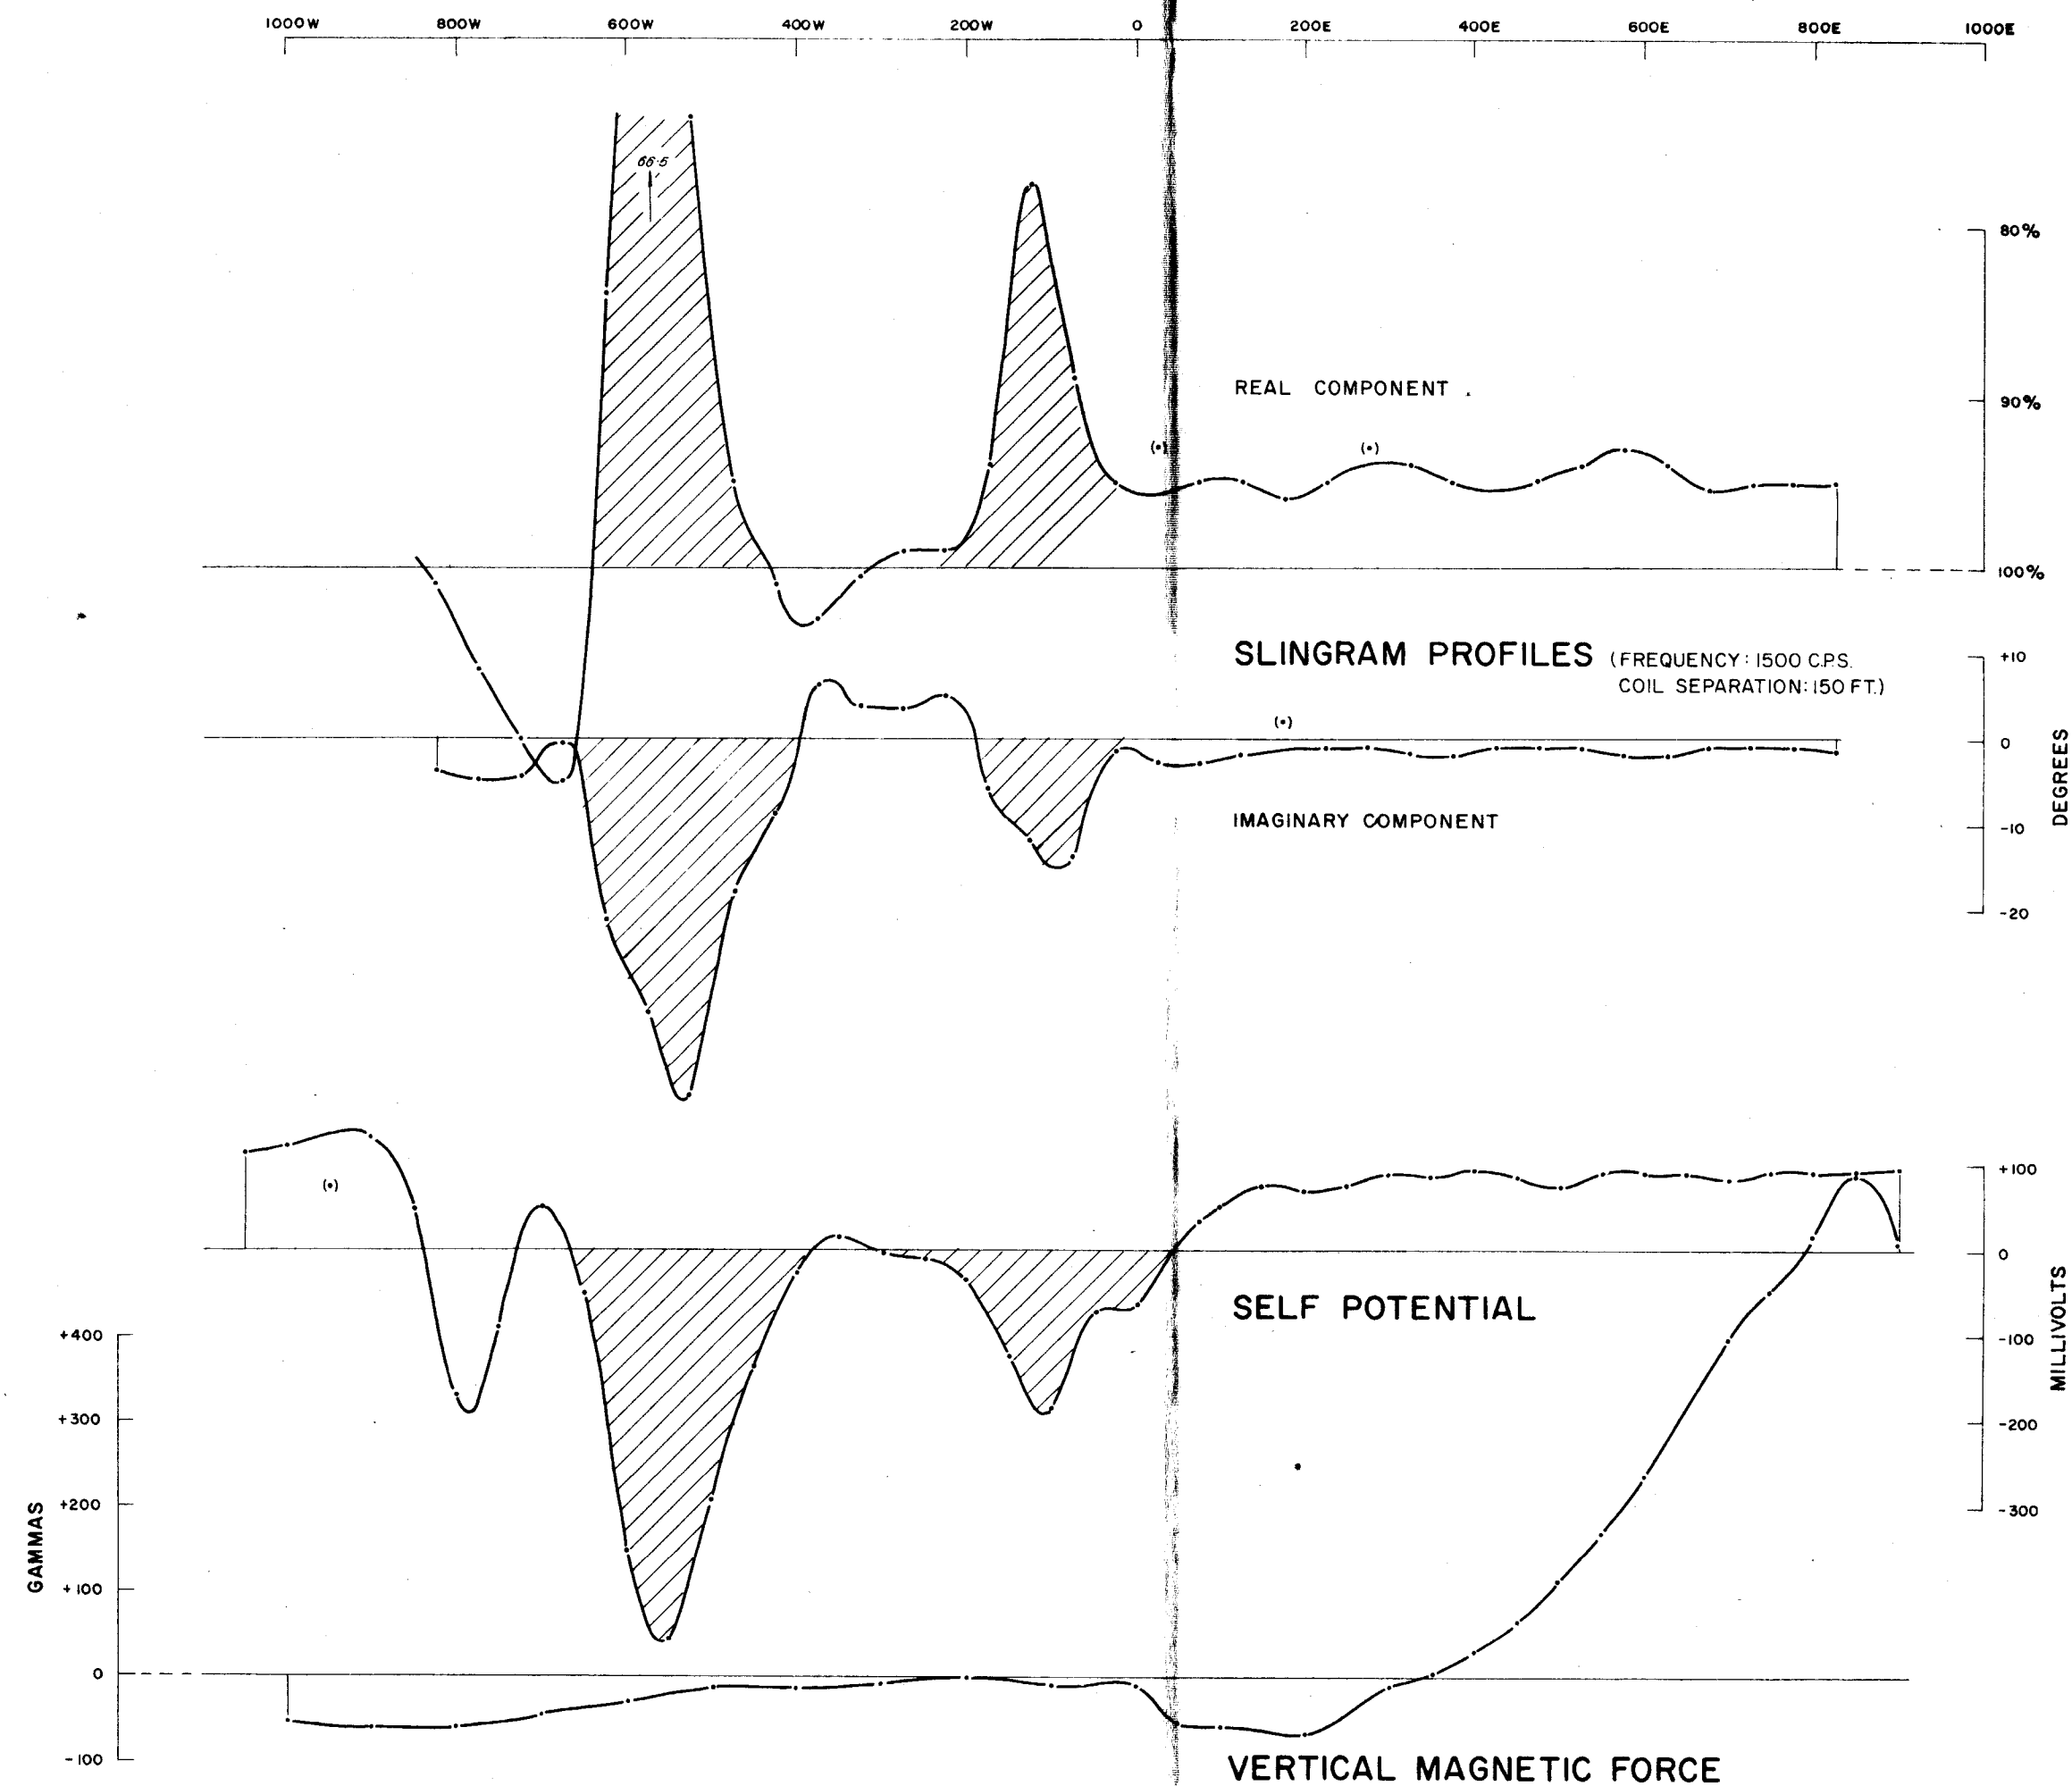 1000W 800W 600W 400W 200W 0 200E 400E 600E 800E 1000E
66·5
80%
REAL COMPONENT
90%
(•) (•)
100%
SLINGRAM PROFILES (FREQUENCY: 1500 C.P.S.
COIL SEPARATION: 150 FT.)
+10
(•)
0
DEGREES
IMAGINARY COMPONENT
-10
-20
+100
(•)
0
SELF POTENTIAL
MILLIVOLTS
-100
-200
-300
+400
+300
+200
GAMMAS
+100
0
-100
VERTICAL MAGNETIC FORCE